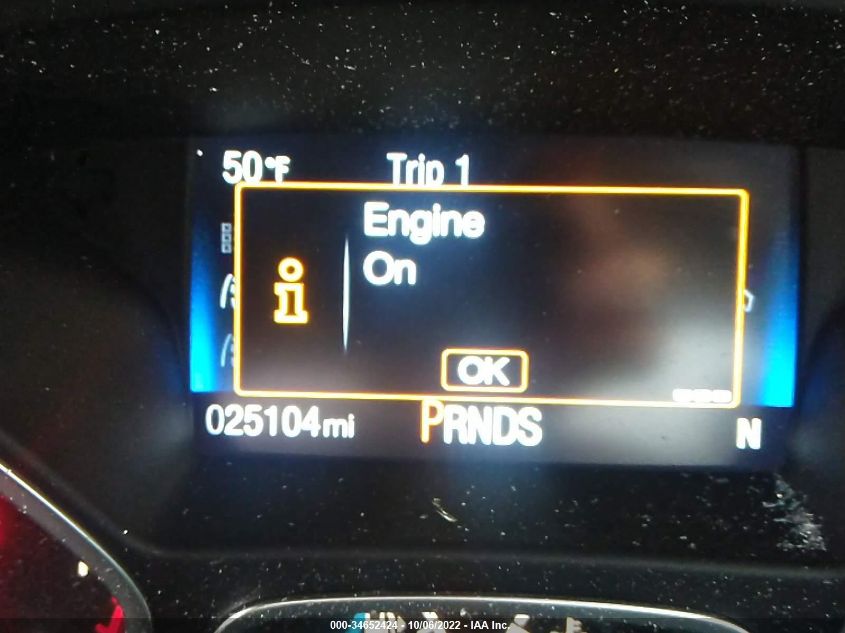 50°F Trip 1
Engine
On
i
OK
025104mi PRNDS N
000-34652424 | 10/06/2022 - IAA Inc.